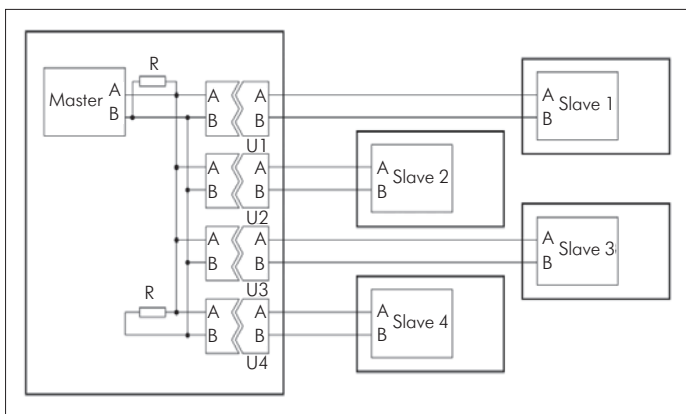 R
Master A
B
A A
B B
U1
A
B Slave 1
A A
B B
U2
A
B Slave 2
A A
B B
U3
A
B Slave 3
R
A A
B B
U4
A
B Slave 4